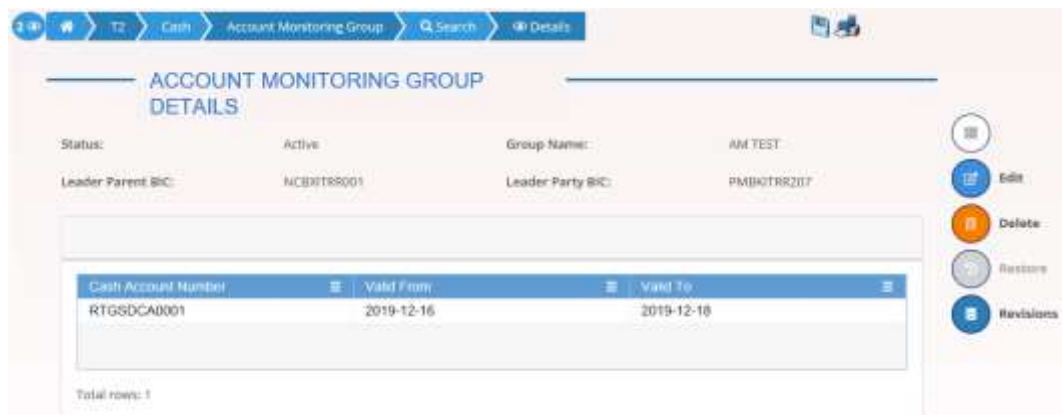 T2 Cash Account Monitoring Group Search Details
ACCOUNT MONITORING GROUP
DETAILS
Status: Active Group Name: AM TEST
Leader Parent BIC: NCBXITRR001 Leader Party BIC:
Edit
Delete
Cash Account Number Valid From Valid To
Restore
RTGSDCA0001 2019-12-16 2019-12-18
Revisions
Total rows: 1